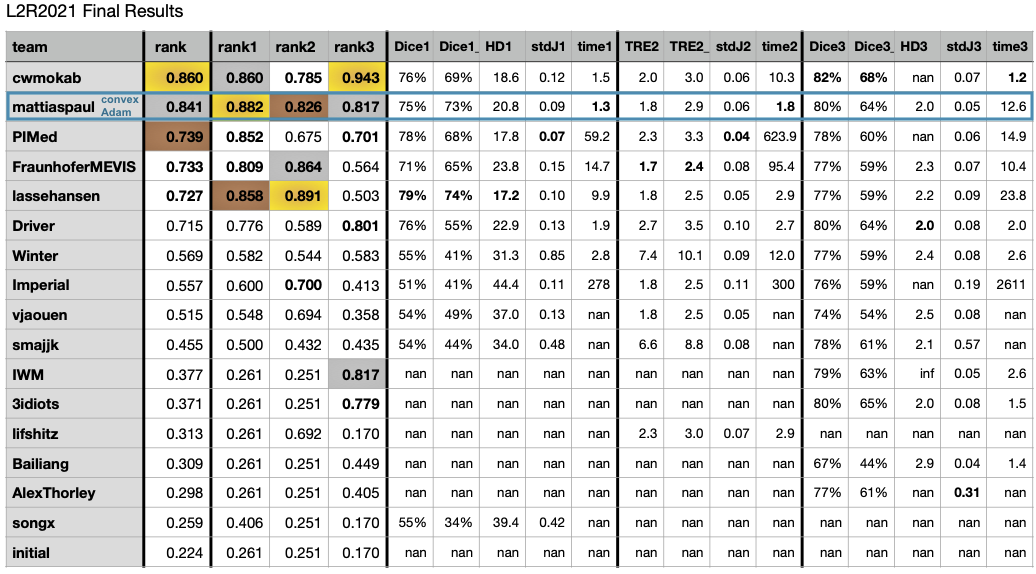 L2R2021 Final Results
team rank rank1 rank2 rank3 Dice1 Dice1_ HD1 stdJ1 time1 TRE2 TRE2_ stdJ2 time2 Dice3 Dice3_ HD3 stdJ3 time3
cwmokab 0.860 0.860 0.785 0.943 76% 69% 18.6 0.12 1.5 2.0 3.0 0.06 10.3 82% 68% nan 0.07 1.2
mattiaspaul convex Adam 0.841 0.882 0.826 0.817 75% 73% 20.8 0.09 1.3 1.8 2.9 0.06 1.8 80% 64% 2.0 0.05 12.6
PIMed 0.739 0.852 0.675 0.701 78% 68% 17.8 0.07 59.2 2.3 3.3 0.04 623.9 78% 60% nan 0.06 14.9
FraunhoferMEVIS 0.733 0.809 0.864 0.564 71% 65% 23.8 0.15 14.7 1.7 2.4 0.08 95.4 77% 59% 2.3 0.07 10.4
lassehansen 0.727 0.858 0.891 0.503 79% 74% 17.2 0.10 9.9 1.8 2.5 0.05 2.9 77% 59% 2.2 0.09 23.8
Driver 0.715 0.776 0.589 0.801 76% 55% 22.9 0.13 1.9 2.7 3.5 0.10 2.7 80% 64% 2.0 0.08 2.0
Winter 0.569 0.582 0.544 0.583 55% 41% 31.3 0.85 2.8 7.4 10.1 0.09 12.0 77% 59% 2.4 0.08 2.6
Imperial 0.557 0.600 0.700 0.413 51% 41% 44.4 0.11 278 1.8 2.5 0.11 300 76% 59% nan 0.19 2611
vjaouen 0.515 0.548 0.694 0.358 54% 49% 37.0 0.13 nan 1.8 2.5 0.05 nan 74% 54% 2.5 0.08 nan
smajjk 0.455 0.500 0.432 0.435 54% 44% 34.0 0.48 nan 6.6 8.8 0.08 nan 78% 61% 2.1 0.57 nan
IWM 0.377 0.261 0.251 0.817 nan nan nan nan nan nan nan nan nan 79% 63% inf 0.05 2.6
3idiots 0.371 0.261 0.251 0.779 nan nan nan nan nan nan nan nan nan 80% 65% 2.0 0.08 1.5
lifshitz 0.313 0.261 0.692 0.170 nan nan nan nan nan 2.3 3.0 0.07 2.9 nan nan nan nan nan
Bailiang 0.309 0.261 0.251 0.449 nan nan nan nan nan nan nan nan nan 67% 44% 2.9 0.04 1.4
AlexThorley 0.298 0.261 0.251 0.405 nan nan nan nan nan nan nan nan nan 77% 61% nan 0.31 nan
songx 0.259 0.406 0.251 0.170 55% 34% 39.4 0.42 nan nan nan nan nan nan nan nan nan nan
initial 0.224 0.261 0.251 0.170 nan nan nan nan nan nan nan nan nan nan nan nan nan nan